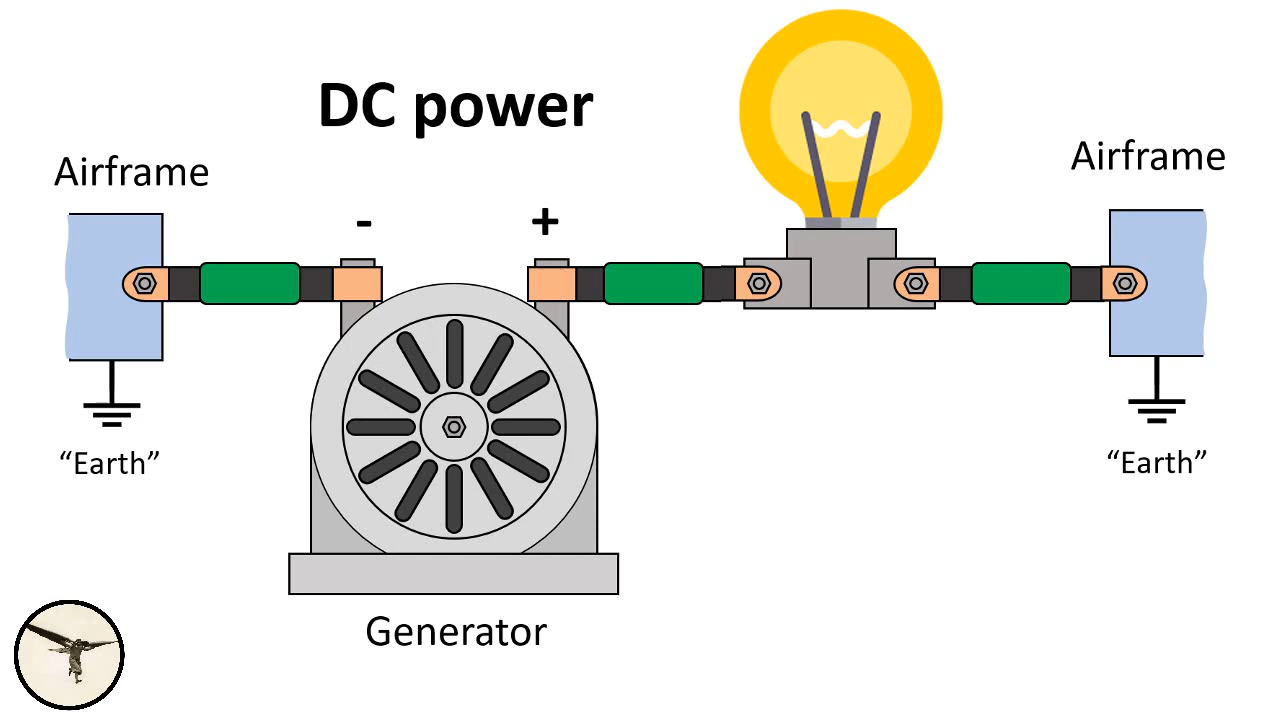 DC power
Airframe
Airframe
-
+
“Earth”
“Earth”
Generator